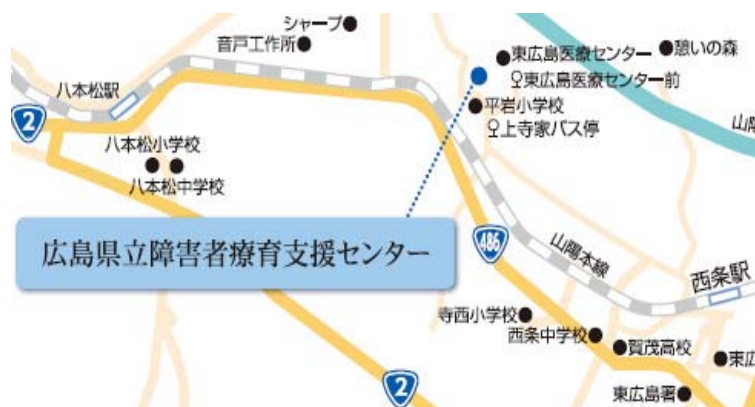 シャープ
音戸工作所
東広島医療センター
憩いの森
東広島医療センター前
八本松駅
平岩小学校
上寺家バス停
2
八本松小学校
八本松中学校
486
山陽本線
広島県立障害者療育支援センター
西条駅
寺西小学校
西条中学校
賀茂高校
2
東広島署